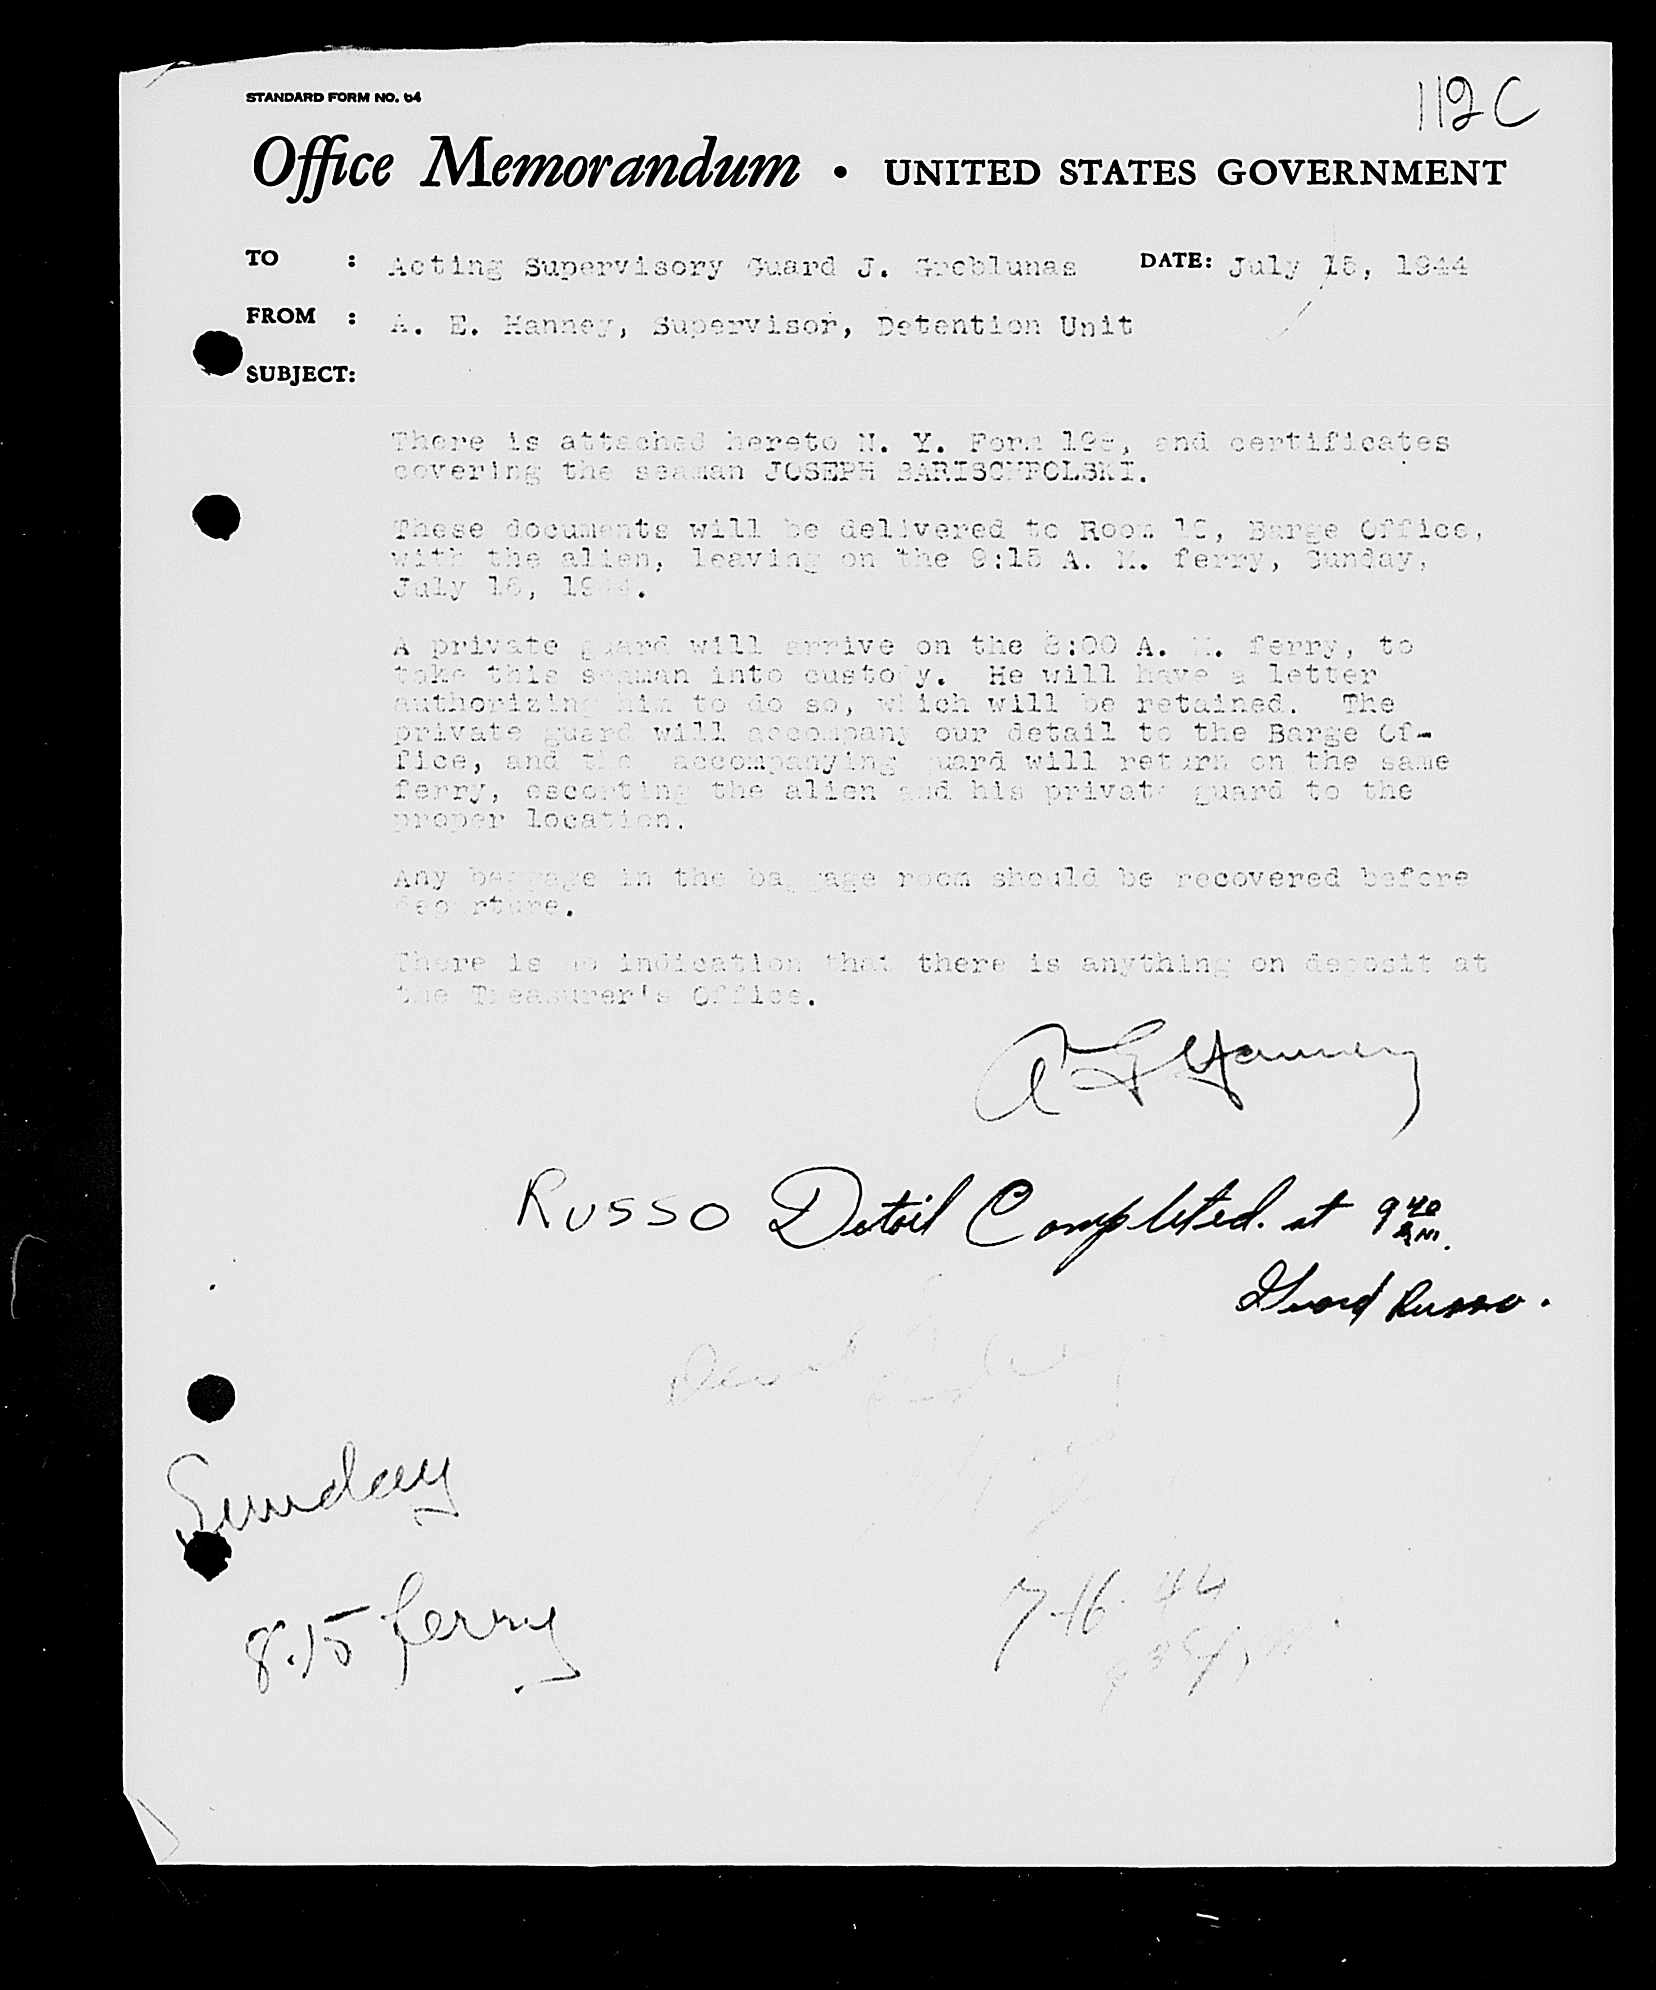 112C
STANDARD FORM NO. 64
Office Memorandum • UNITED STATES GOVERNMENT
TO : Acting Supervisory Guard J. Groblunas DATE: July 15, 1944
FROM : A. E. Hanney, Supervisor, Detention Unit
SUBJECT:
There is attached hereto N. Y. Form and certificates
covering the seaman JOSEPH
These documents will be delivered to Room Barge Office,
with the alien, leaving on the 9:15 A. M. ferry, Sunday,
July 16, 1944.
A private guard will arrive on the 8:00 A. M. ferry, to
take this seaman into custody. He will have a letter
authorizing him to do so, which will be retained. The
private guard will accompany our detail to the Barge Of-
fice, and the accompanying guard will return on the same
ferry, escorting the alien and his private guard to the
proper location.
Any baggage in the baggage room should be recovered before
departure.
There is no indication that there is anything on deposit at
the Treasurer's Office.
A E Hanney
RUSSO Detail Completed. at 9 40 AM.
Guard Russo.
Sunday
8.15 ferry
7-16-44